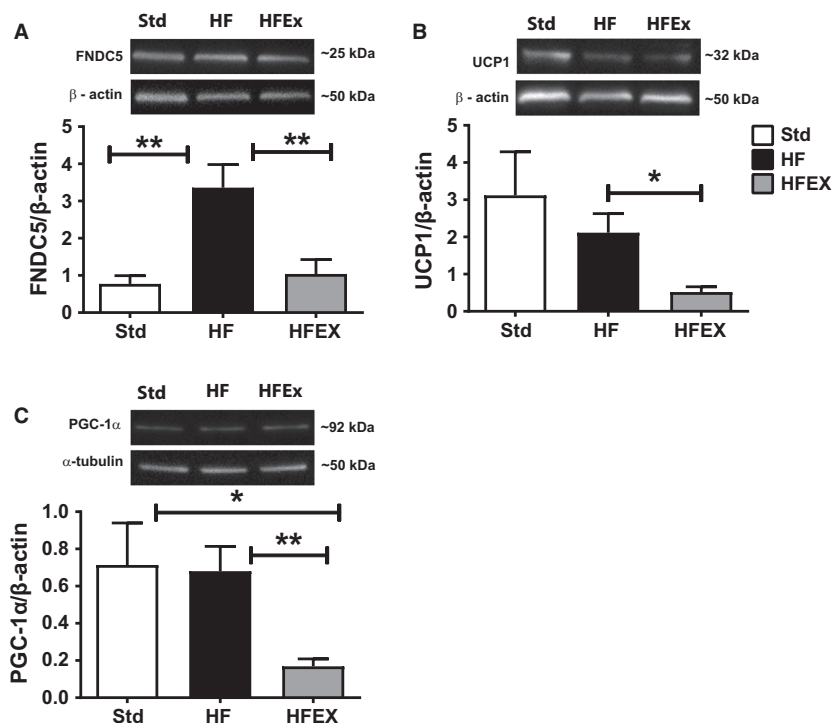 A
Std HF HFEx
FNDC5
~25 kDa
β - actin
~50 kDa
FNDC5/β-actin
5
4
3
2
1
0
**
**
Std HF HFEX
B
Std HF HFEx
UCP1
~32 kDa
β - actin
~50 kDa
UCP1/β-actin
5
4
3
2
1
0
*
Std HF HFEX
Std
HF
HFEX
C
Std HF HFEx
PGC-1α
~92 kDa
α-tubulin
~50 kDa
PGC-1α/β-actin
1.0
0.8
0.6
0.4
0.2
0.0
*
**
Std HF HFEX